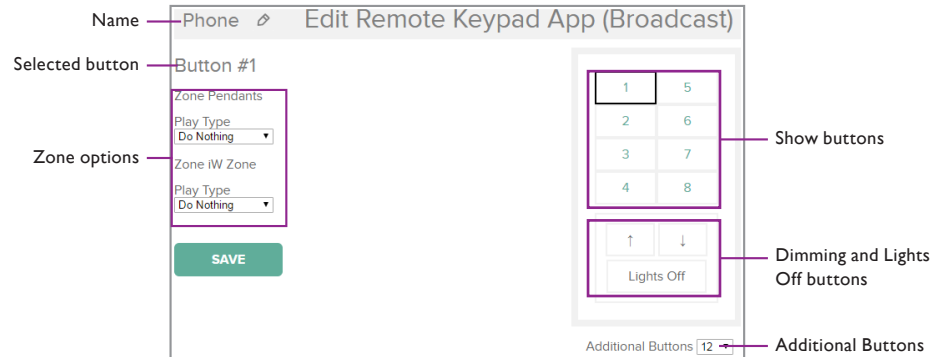 Name
Phone
Edit Remote Keypad App (Broadcast)
Selected button
Button #1
Zone options
Zone Pendants
Play Type
Do Nothing
Zone iW Zone
Play Type
Do Nothing
SAVE
1 5
2 6
3 7
4 8
Show buttons
↑ ↓
Lights Off
Dimming and Lights
Off buttons
Additional Buttons 12
Additional Buttons